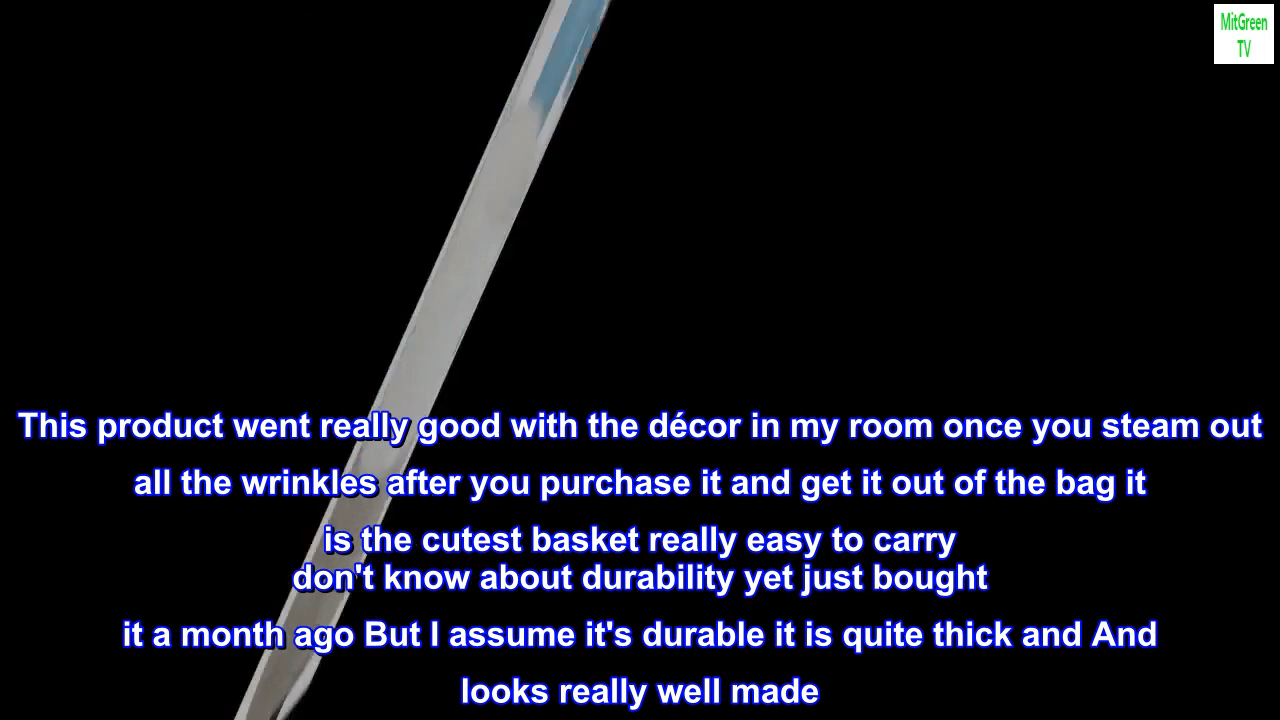 MitGreen
TV
This product went really good with the décor in my room once you steam out
all the wrinkles after you purchase it and get it out of the bag it
is the cutest basket really easy to carry
don't know about durability yet just bought
it a month ago But I assume it's durable it is quite thick and And
looks really well made